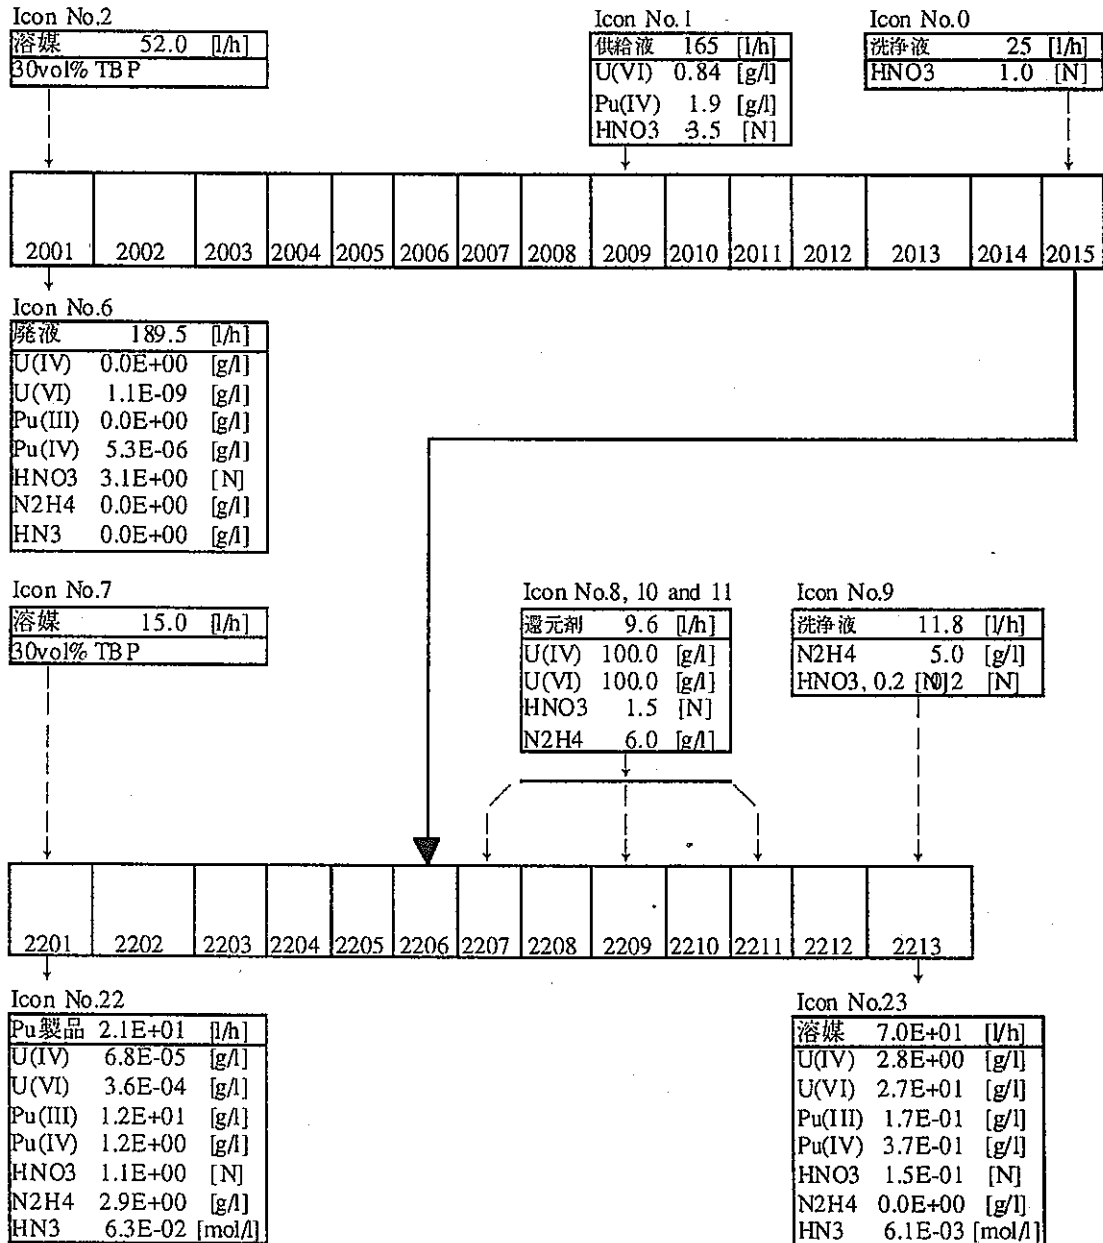 Icon No.2
溶媒 52.0 [l/h]
30vol% TBP
Icon No.1
供給液 165 [l/h]
U(VI) 0.84 [g/l]
Pu(IV) 1.9 [g/l]
HNO3 3.5 [N]
Icon No.0
洗浄液 25 [l/h]
HNO3 1.0 [N]
2001 2002 2003 2004 2005 2006 2007 2008 2009 2010 2011 2012 2013 2014 2015
Icon No.6
廃液 189.5 [l/h]
U(IV) 0.0E+00 [g/l]
U(VI) 1.1E-09 [g/l]
Pu(III) 0.0E+00 [g/l]
Pu(IV) 5.3E-06 [g/l]
HNO3 3.1E+00 [N]
N2H4 0.0E+00 [g/l]
HN3 0.0E+00 [g/l]
Icon No.7
溶媒 15.0 [l/h]
30vol% TBP
Icon No.8, 10 and 11
還元剤 9.6 [l/h]
U(IV) 100.0 [g/l]
U(VI) 100.0 [g/l]
HNO3 1.5 [N]
N2H4 6.0 [g/l]
Icon No.9
洗浄液 11.8 [l/h]
N2H4 5.0 [g/l]
HNO3, 0.2 [N]
2201 2202 2203 2204 2205 2206 2207 2208 2209 2210 2211 2212 2213
Icon No.22
Pu製品 2.1E+01 [l/h]
U(IV) 6.8E-05 [g/l]
U(VI) 3.6E-04 [g/l]
Pu(III) 1.2E+01 [g/l]
Pu(IV) 1.2E+00 [g/l]
HNO3 1.1E+00 [N]
N2H4 2.9E+00 [g/l]
HN3 6.3E-02 [mol/l]
Icon No.23
溶媒 7.0E+01 [l/h]
U(IV) 2.8E+00 [g/l]
U(VI) 2.7E+01 [g/l]
Pu(III) 1.7E-01 [g/l]
Pu(IV) 3.7E-01 [g/l]
HNO3 1.5E-01 [N]
N2H4 0.0E+00 [g/l]
HN3 6.1E-03 [mol/l]